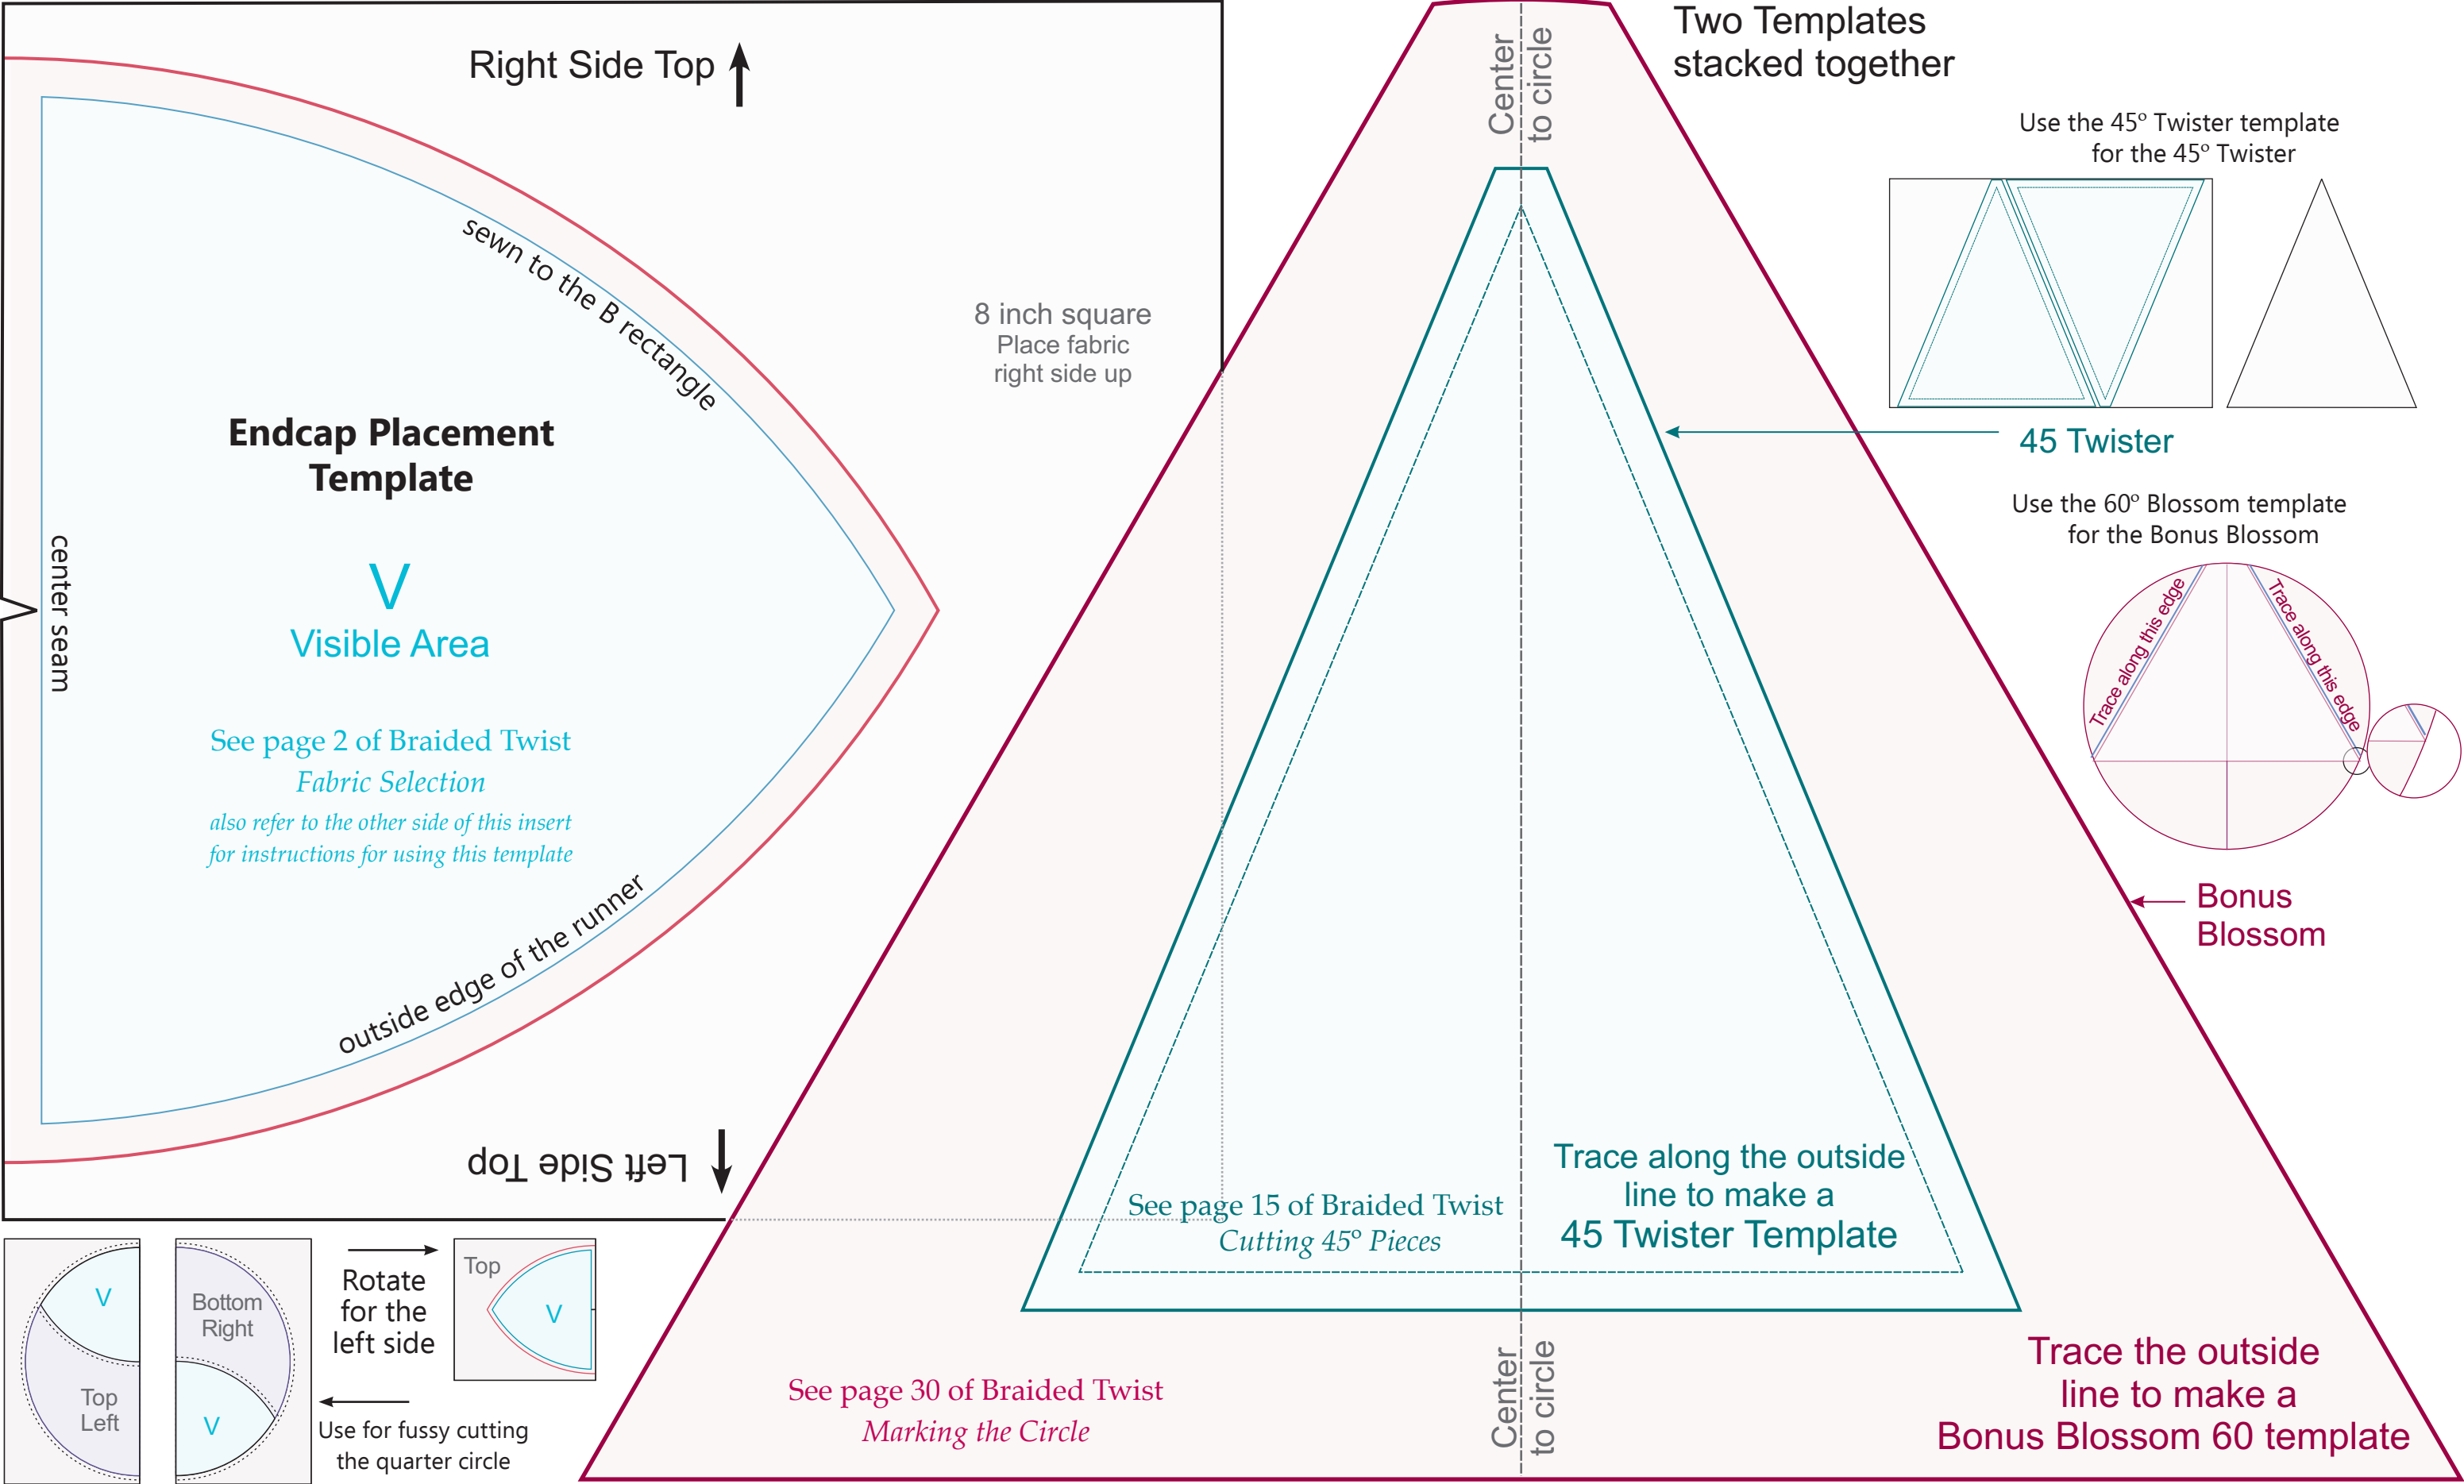 Right Side Top
sewn to the B rectangle
8 inch square
Place fabric
right side up
Endcap Placement
Template
center seam
V
Visible Area
See page 2 of Braided Twist
Fabric Selection
also refer to the other side of this insert
for instructions for using this template
outside edge of the runner
Left Side Top
V
Top
Left
Bottom
Right
V
Rotate
for the
left side
Top
V
Use for fussy cutting
the quarter circle
Center
to circle
Two Templates
stacked together
Use the 45º Twister template
for the 45º Twister
45 Twister
Use the 60º Blossom template
for the Bonus Blossom
Trace along this edge
Trace along this edge
Bonus
Blossom
Trace along the outside
line to make a
45 Twister Template
See page 15 of Braided Twist
Cutting 45º Pieces
Center
to circle
See page 30 of Braided Twist
Marking the Circle
Trace the outside
line to make a
Bonus Blossom 60 template